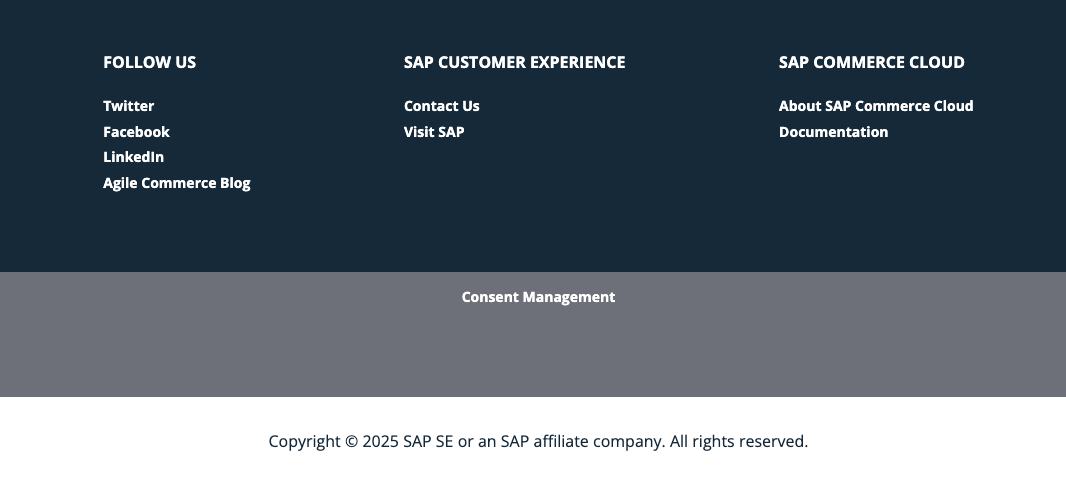 FOLLOW US
Twitter
Facebook
LinkedIn
Agile Commerce Blog
SAP CUSTOMER EXPERIENCE
Contact Us
Visit SAP
SAP COMMERCE CLOUD
About SAP Commerce Cloud
Documentation
Consent Management
Copyright © 2025 SAP SE or an SAP affiliate company. All rights reserved.